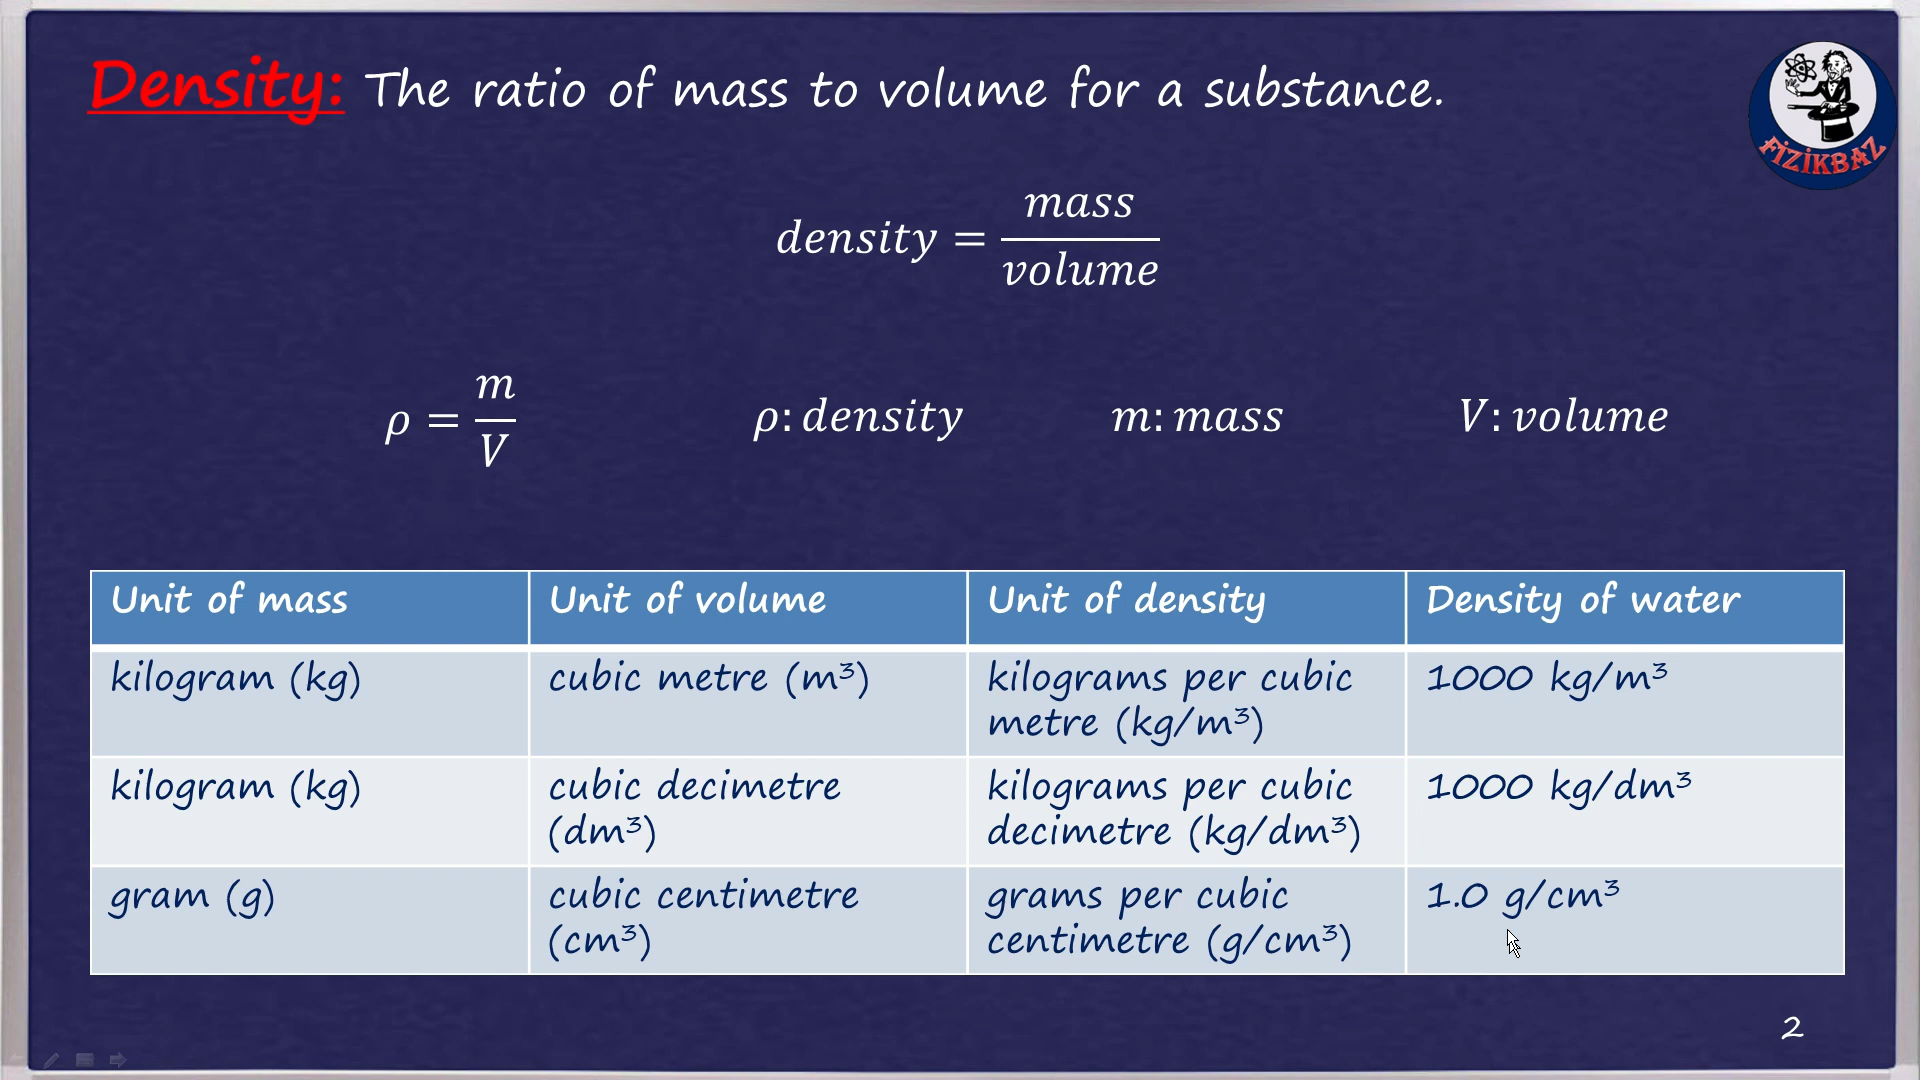 Density: The ratio of mass to volume for a substance.
FİZİKBAZ
density = mass/volume
ρ = m/V ρ: density m: mass V: volume
Unit of mass Unit of volume Unit of density Density of water
kilogram (kg) cubic metre (m³) kilograms per cubic 1000 kg/m³
metre (kg/m³)
kilogram (kg) cubic decimetre kilograms per cubic 1000 kg/dm³
(dm³) decimetre (kg/dm³)
gram (g) cubic centimetre grams per cubic 1.0 g/cm³
(cm³) centimetre (g/cm³)
2